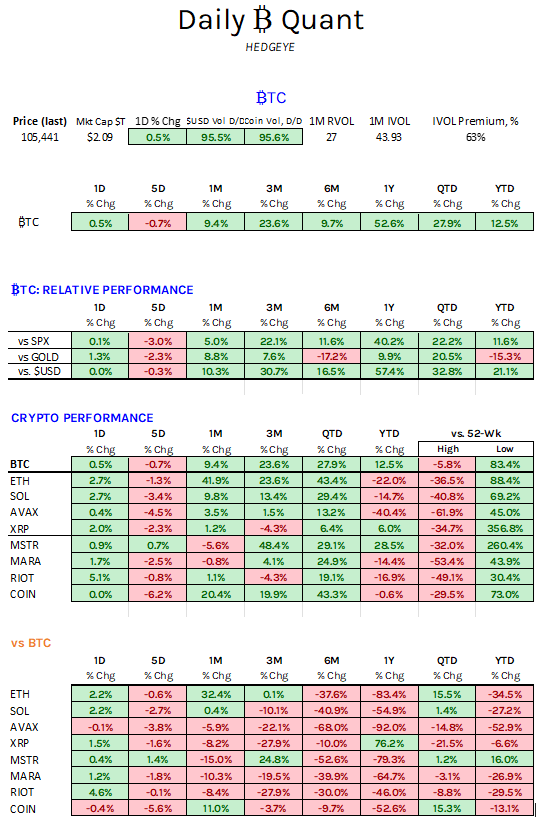 Daily ₿ Quant
HEDGEYE
₿TC
Price (last) Mkt Cap $T 1D % Chg $USD Vol D/D Coin Vol, D/D 1M RVOL 1M IVOL IVOL Premium, %
105,441 $2.09 0.5% 95.5% 95.6% 27 43.93 63%
1D 5D 1M 3M 6M 1Y QTD YTD
% Chg % Chg % Chg % Chg % Chg % Chg % Chg % Chg
₿TC 0.5% -0.7% 9.4% 23.6% 9.7% 52.6% 27.9% 12.5%
₿TC: RELATIVE PERFORMANCE
1D 5D 1M 3M 6M 1Y QTD YTD
% Chg % Chg % Chg % Chg % Chg % Chg % Chg % Chg
vs SPX 0.1% -3.0% 5.0% 22.1% 11.6% 40.2% 22.2% 11.6%
vs GOLD 1.3% -2.3% 8.8% 7.6% -17.2% 9.9% 20.5% -15.3%
vs. $USD 0.0% -0.3% 10.3% 30.7% 16.5% 57.4% 32.8% 21.1%
CRYPTO PERFORMANCE
1D 5D 1M 3M QTD YTD vs. 52-Wk
% Chg % Chg % Chg % Chg % Chg % Chg High Low
BTC 0.5% -0.7% 9.4% 23.6% 27.9% 12.5% -5.8% 83.4%
ETH 2.7% -1.3% 41.9% 23.6% 43.4% -22.0% -36.5% 88.4%
SOL 2.7% -3.4% 9.8% 13.4% 29.4% -14.7% -40.8% 69.2%
AVAX 0.4% -4.5% 3.5% 1.5% 13.2% -40.4% -61.9% 45.0%
XRP 2.0% -2.3% 1.2% -4.3% 6.4% 6.0% -34.7% 356.8%
MSTR 0.9% 0.7% -5.6% 48.4% 29.1% 28.5% -32.0% 260.4%
MARA 1.7% -2.5% -0.8% 4.1% 24.9% -14.4% -53.4% 43.9%
RIOT 5.1% -0.8% 1.1% -4.3% 19.1% -16.9% -49.1% 30.4%
COIN 0.0% -6.2% 20.4% 19.9% 43.3% -0.6% -29.5% 73.0%
vs BTC
1D 5D 1M 3M 6M 1Y QTD YTD
% Chg % Chg % Chg % Chg % Chg % Chg % Chg % Chg
ETH 2.2% -0.6% 32.4% 0.1% -37.6% -83.4% 15.5% -34.5%
SOL 2.2% -2.7% 0.4% -10.1% -40.9% -54.9% 1.4% -27.2%
AVAX -0.1% -3.8% -5.9% -22.1% -68.0% -92.0% -14.8% -52.9%
XRP 1.5% -1.6% -8.2% -27.9% -10.0% 76.2% -21.5% -6.6%
MSTR 0.4% 1.4% -15.0% 24.8% -52.6% -79.3% 1.2% 16.0%
MARA 1.2% -1.8% -10.3% -19.5% -39.9% -64.7% -3.1% -26.9%
RIOT 4.6% -0.1% -8.4% -27.9% -30.0% -46.0% -8.8% -29.5%
COIN -0.4% -5.6% 11.0% -3.7% -9.7% -52.6% 15.3% -13.1%